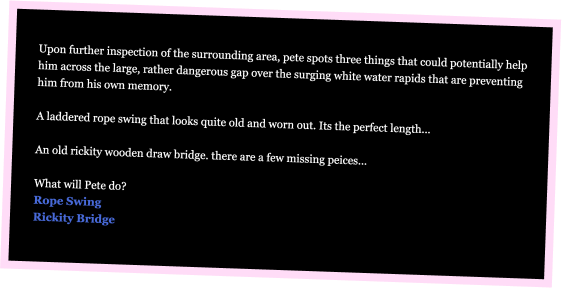 Upon further inspection of the surrounding area, pete spots three things that could potentially help
him across the large, rather dangerous gap over the surging white water rapids that are preventing
him from his own memory.
A laddered rope swing that looks quite old and worn out. Its the perfect length...
An old rickity wooden draw bridge. there are a few missing peices...
What will Pete do?
Rope Swing
Rickity Bridge